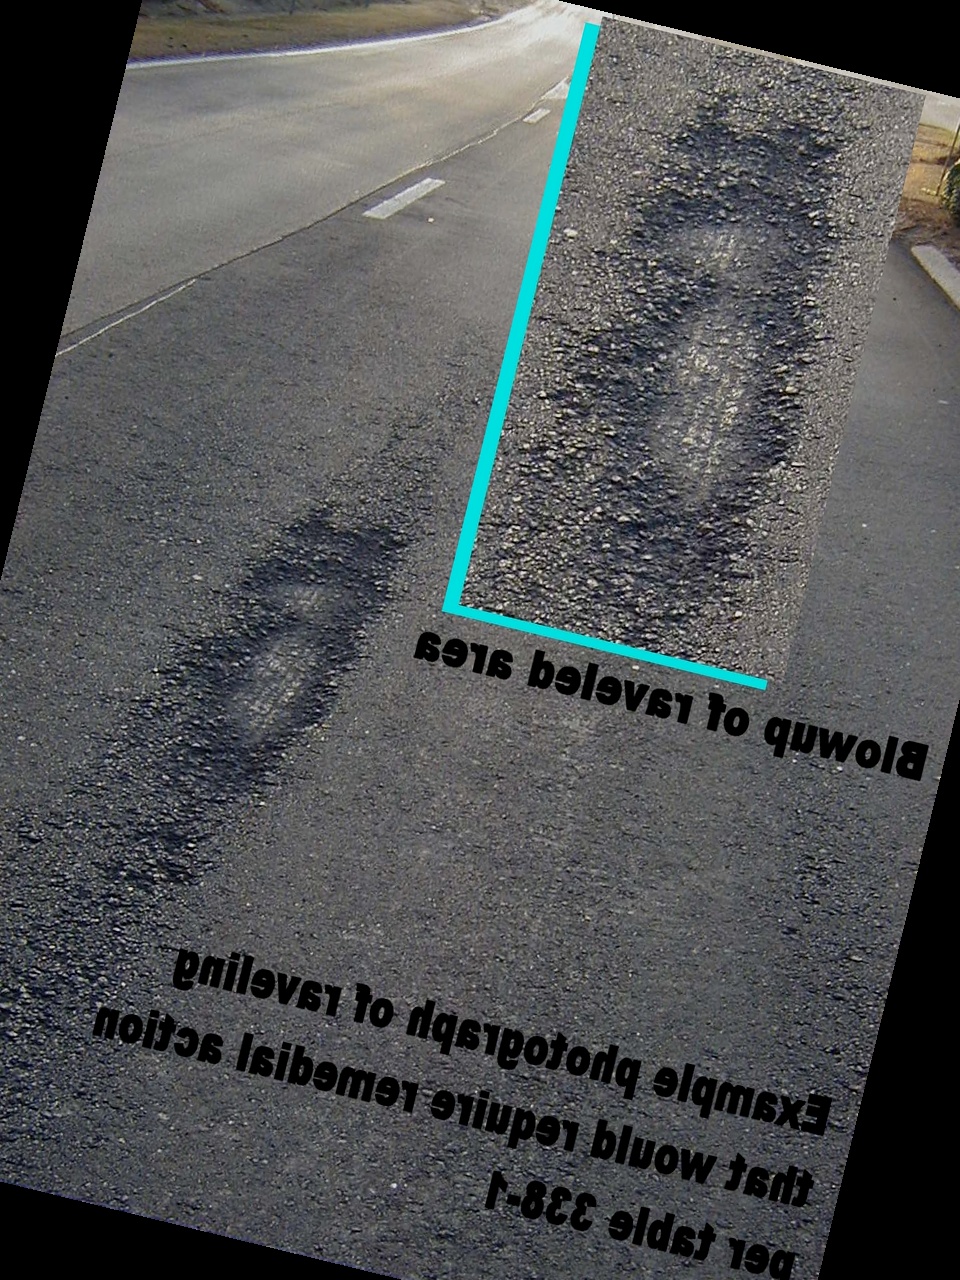 Blowup of raveled area
Example photograph of raveling
that would require remedial action
per table 338-1